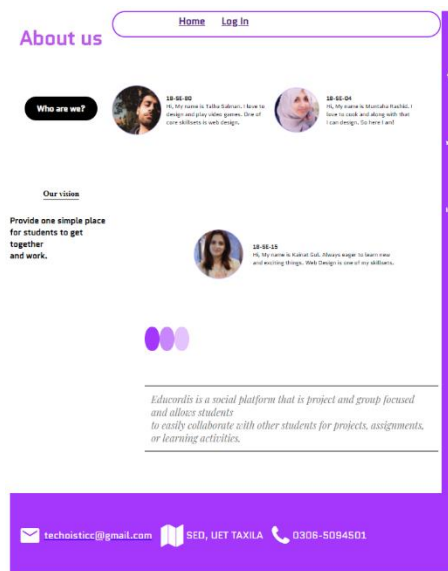 Home Log In
About us
Who are we?
18-SE-80
Hi, My name is Talha Salman. I love to
design and play video games. One of
core skillsets is web design.
18-SE-04
Hi, My name is Muntaha Rashid. I
love to cook and along with that
I can design. So here I am!
Our vision
Provide one simple place
for students to get
together
and work.
18-SE-15
Hi, My name is Kainat Gul. Always eager to learn new
and exciting things. Web Design is one of my skillsets.
Educordis is a social platform that is project and group focused
and allows students
to easily collaborate with other students for projects, assignments,
or learning activities.
techoisticc@gmail.com SED, UET TAXILA 0306-5094501